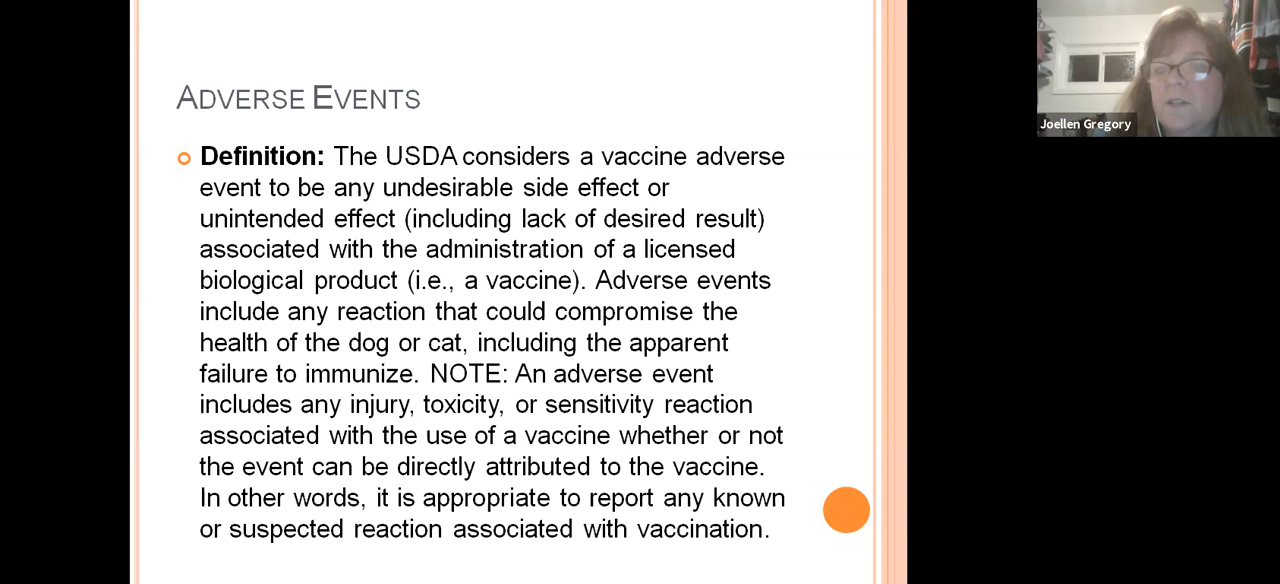 ADVERSE EVENTS
Definition: The USDA considers a vaccine adverse
event to be any undesirable side effect or
unintended effect (including lack of desired result)
associated with the administration of a licensed
biological product (i.e., a vaccine). Adverse events
include any reaction that could compromise the
health of the dog or cat, including the apparent
failure to immunize. NOTE: An adverse event
includes any injury, toxicity, or sensitivity reaction
associated with the use of a vaccine whether or not
the event can be directly attributed to the vaccine.
In other words, it is appropriate to report any known
or suspected reaction associated with vaccination.
Joellen Gregory